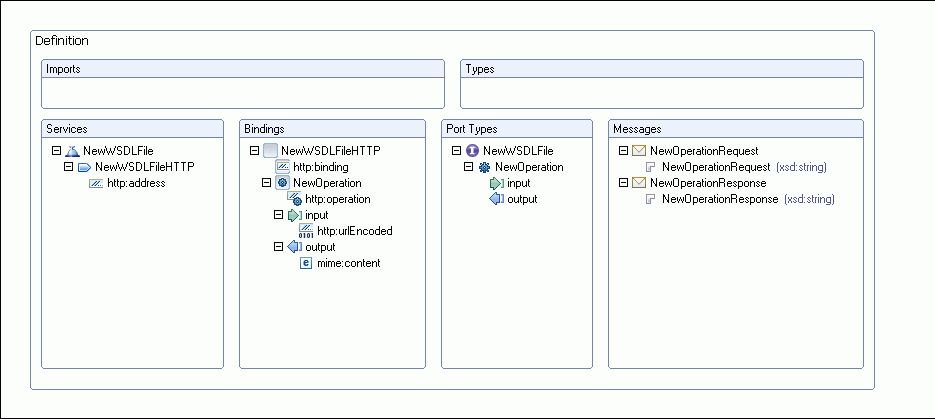 Definition
Imports
Types
Services
NewWSDLFile
NewWSDLFileHTTP
http:address
Bindings
NewWSDLFileHTTP
http:binding
NewOperation
http:operation
input
0101 http:urlEncoded
output
e mime:content
Port Types
I NewWSDLFile
NewOperation
input
output
Messages
NewOperationRequest
NewOperationRequest (xsd:string)
NewOperationResponse
NewOperationResponse (xsd:string)